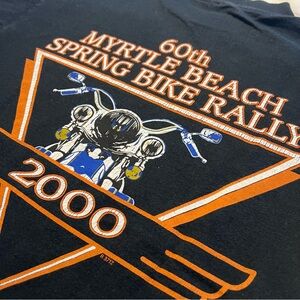 60th
MYRTLE BEACH
SPRING BIKE RALLY
2000